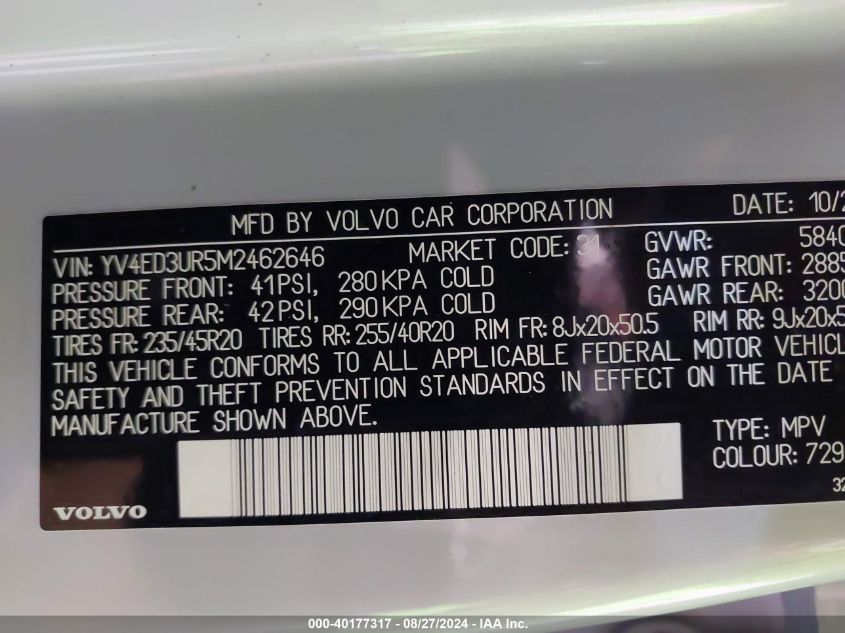 MFD BY VOLVO CAR CORPORATION DATE: 10/2
VIN: YV4ED3UR5M2462646 MARKET CODE: 31 GVWR: 5840
PRESSURE FRONT: 41PSI, 280KPA COLD GAWR FRONT: 2885
PRESSURE REAR: 42PSI, 290KPA COLD GAWR REAR: 3200
TIRES FR: 235/45R20 TIRES RR: 255/40R20 RIM FR: 8Jx20x50.5 RIM RR: 9Jx20x5
THIS VEHICLE CONFORMS TO ALL APPLICABLE FEDERAL MOTOR VEHICL
SAFETY AND THEFT PREVENTION STANDARDS IN EFFECT ON THE DATE
MANUFACTURE SHOWN ABOVE.
TYPE: MPV
COLOUR: 729
32
VOLVO
000-40177317 - 08/27/2024 - IAA Inc.